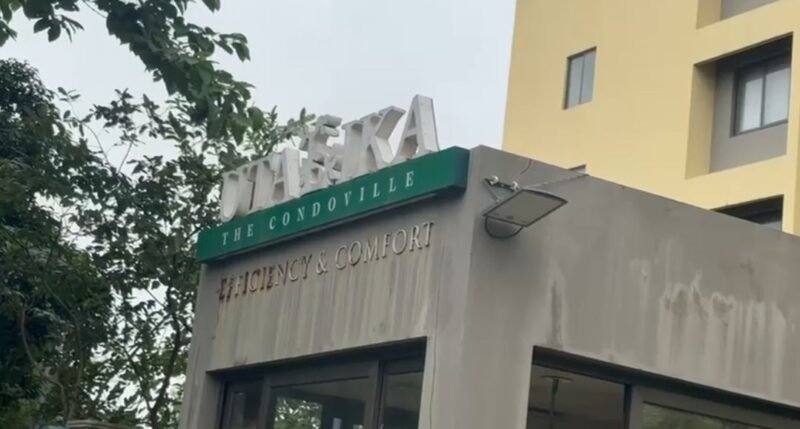 THE CONDOVILLE
EFFICIENCY & COMFORT